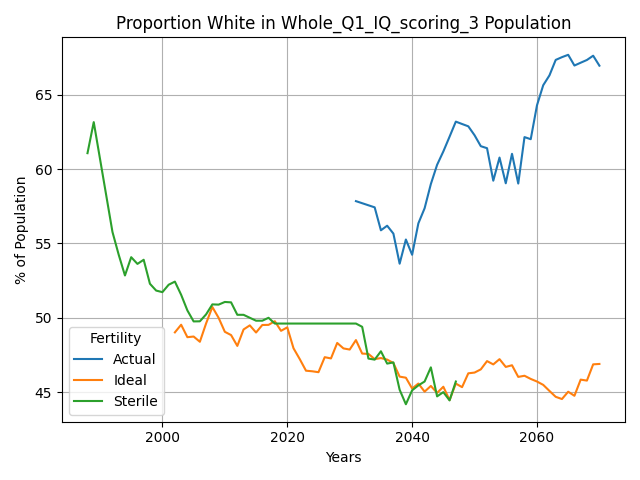 Proportion White in Whole_Q1_IQ_scoring_3 Population
% of Population
65
60
55
50
45
Fertility
Actual
Ideal
Sterile
2000
2020
2040
2060
Years